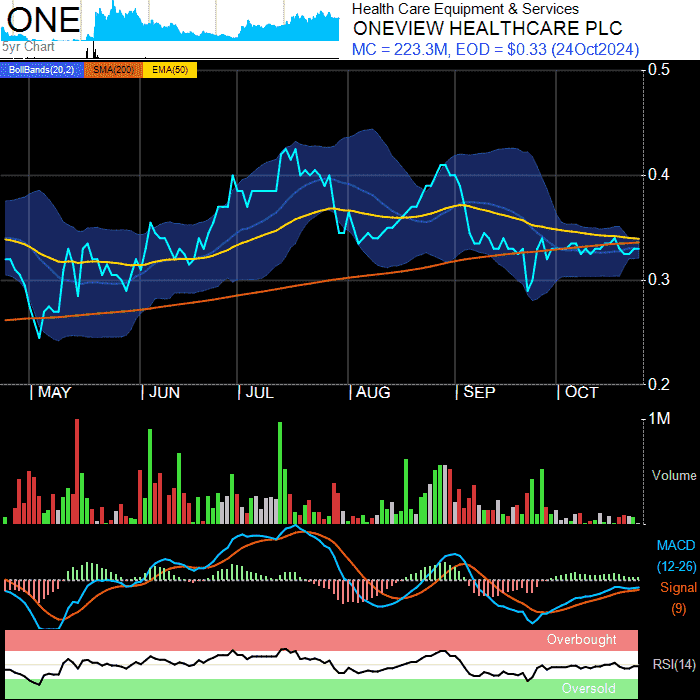 ONE
Health Care Equipment & Services
ONEVIEW HEALTHCARE PLC
5yr Chart
MC = 223.3M, EOD = $0.33 (24Oct2024)
BollBands(20,2) SMA(200) EMA(50)
0.5
0.4
0.3
0.2
MAY JUN JUL AUG SEP OCT
1M
Volume
MACD
(12-26)
Signal
(9)
Overbought
RSI(14)
Oversold